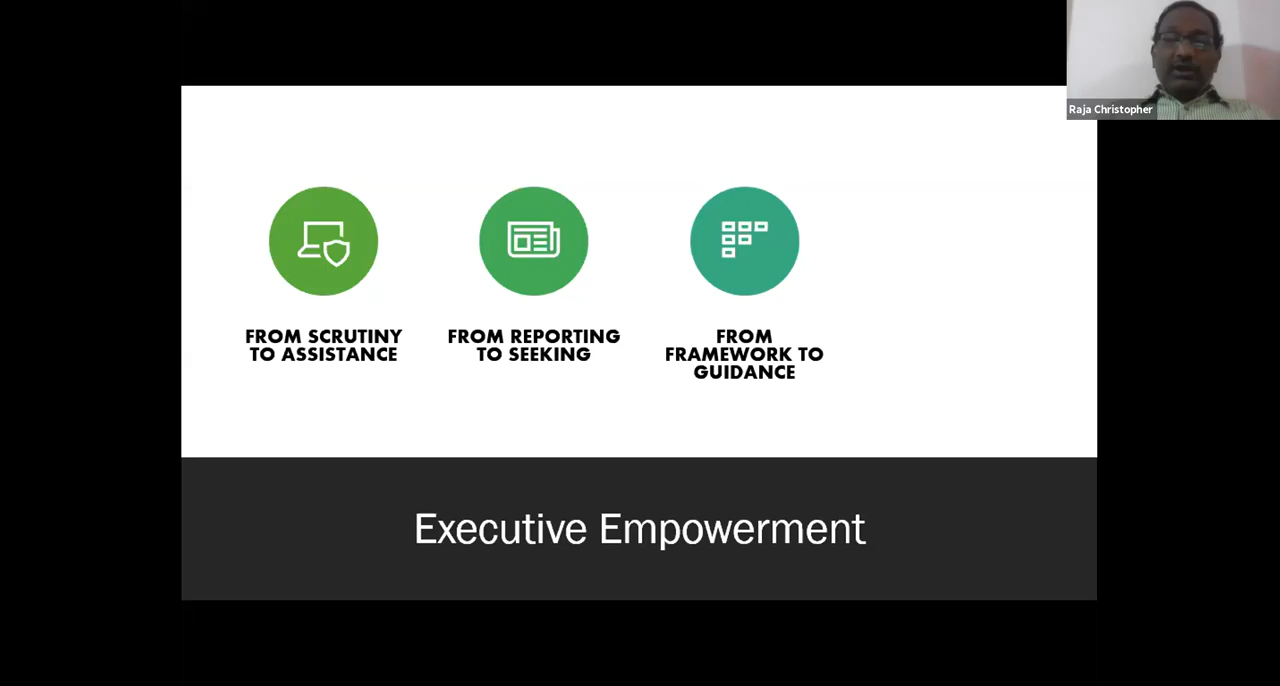 Raja Christopher
FROM SCRUTINY
TO ASSISTANCE
FROM REPORTING
TO SEEKING
FROM
FRAMEWORK TO
GUIDANCE
Executive Empowerment